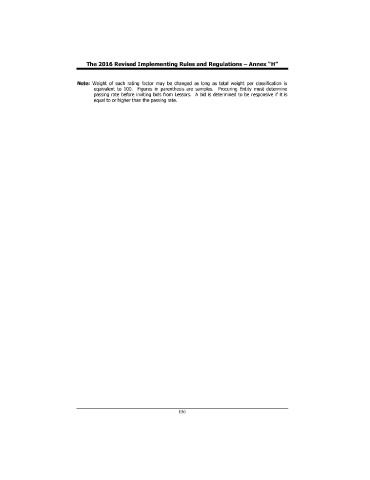 The 2016 Revised Implementing Rules and Regulations – Annex “H”
Note: Weight of each rating factor may be changed as long as total weight per classification is
equivalent to 100. Figures in parenthesis are samples. Procuring Entity must determine
passing rate before inviting bids from Lessors. A bid is determined to be responsive if it is
equal to or higher than the passing rate.